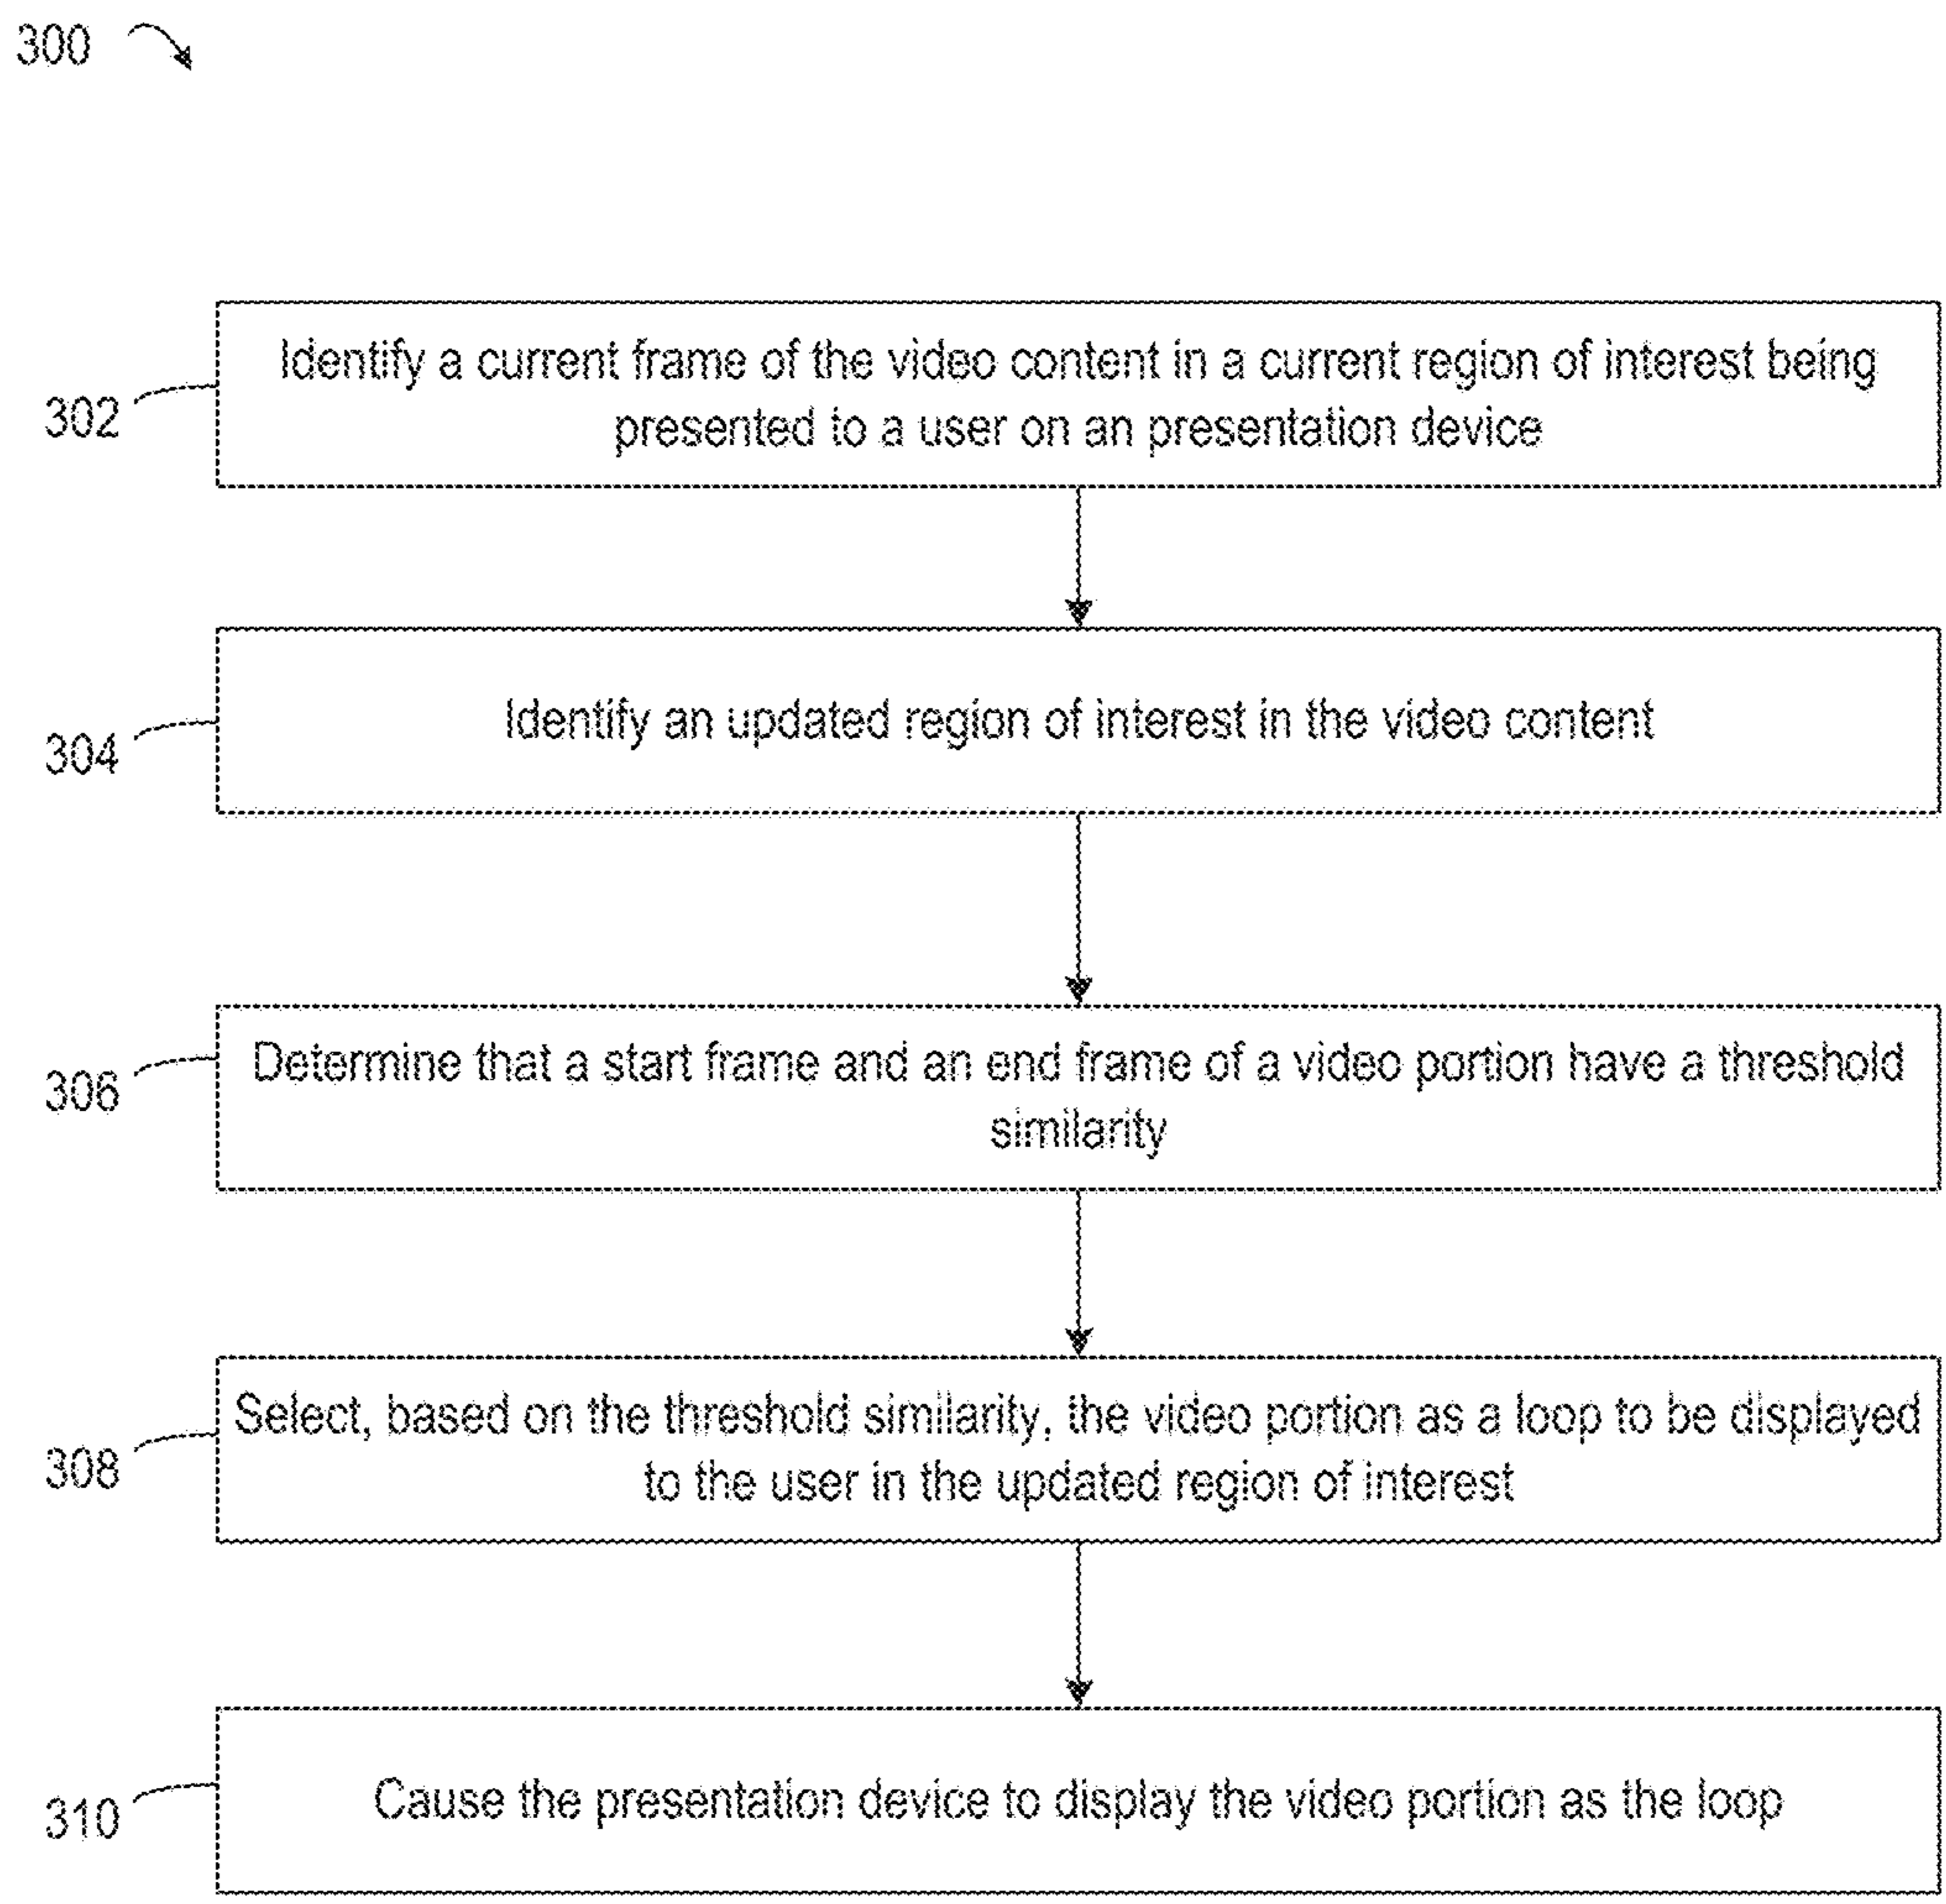 300
302
Identify a current frame of the video content in a current region of interest being
presented to a user on an presentation device
304
Identify an updated region of interest in the video content
306
Determine that a start frame and an end frame of a video portion have a threshold
similarity
308
Select, based on the threshold similarity, the video portion as a loop to be displayed
to the user in the updated region of interest
310
Cause the presentation device to display the video portion as the loop